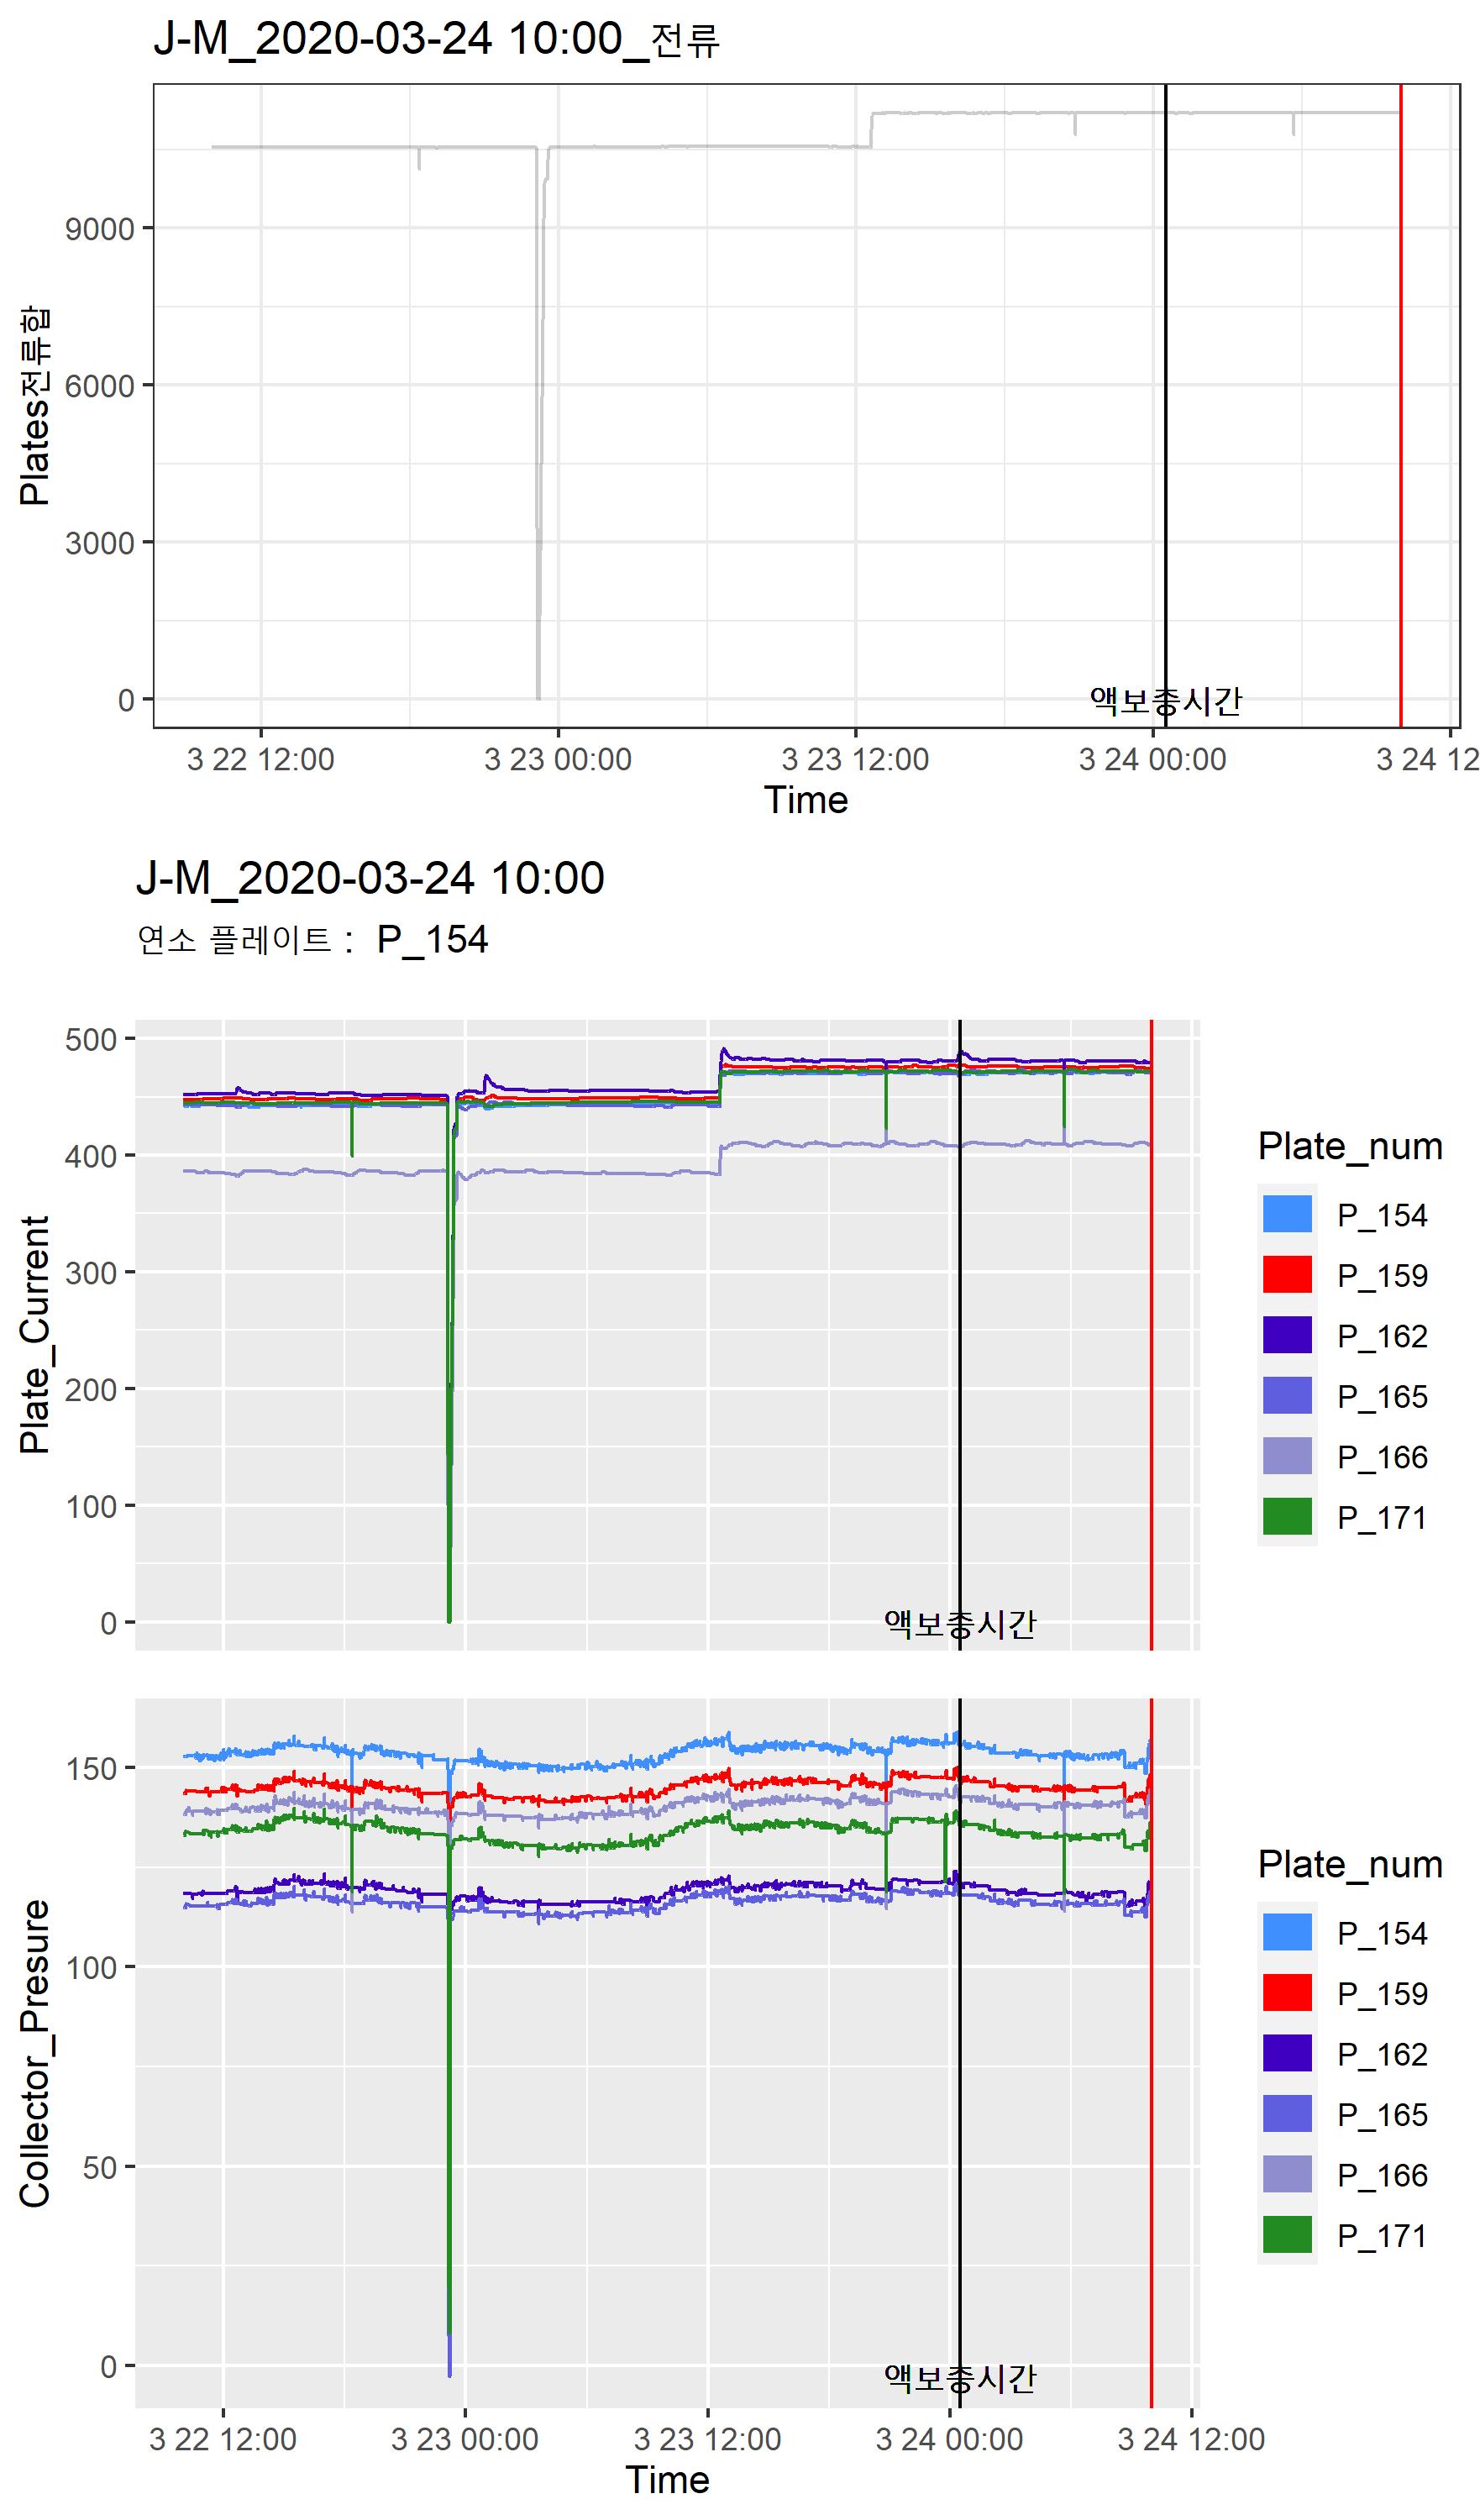 J-M_2020-03-24 10:00_전류
Plates전류합
9000
6000
3000
0
액보충시간
3 22 12:00
3 23 00:00
3 23 12:00
3 24 00:00
3 24 12
Time
J-M_2020-03-24 10:00
연소 플레이트 : P_154
Plate_Current
500
400
300
200
100
0
액보충시간
Plate_num
P_154
P_159
P_162
P_165
P_166
P_171
Collector_Presure
150
100
50
0
액보충시간
3 22 12:00
3 23 00:00
3 23 12:00
3 24 00:00
3 24 12:00
Time
Plate_num
P_154
P_159
P_162
P_165
P_166
P_171